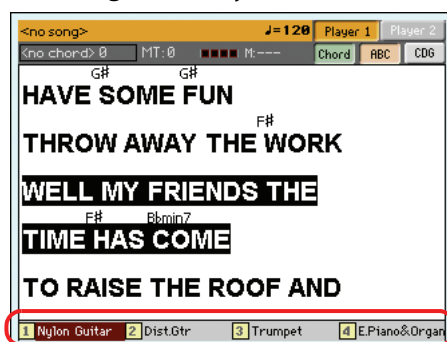 <no song> ♩=120 Player 1 Player 2
<no chord> 0 MT:0 M:--- Chord ABC CDG
G# G#
HAVE SOME FUN
F#
THROW AWAY THE WORK
WELL MY FRIENDS THE
F# Bbmin7
TIME HAS COME
TO RAISE THE ROOF AND
1 Nylon Guitar 2 Dist.Gtr 3 Trumpet 4 E.Piano&Organ